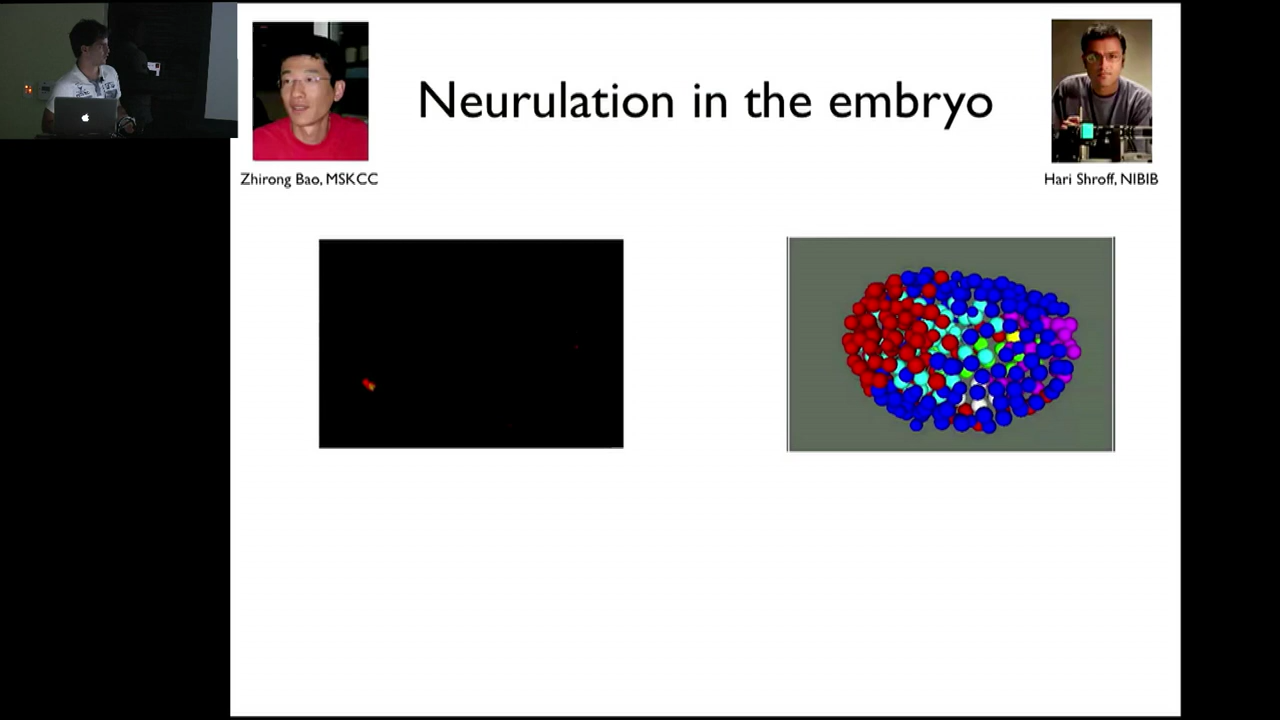 Neurulation in the embryo
Zhirong Bao, MSKCC
Hari Shroff, NIBIB